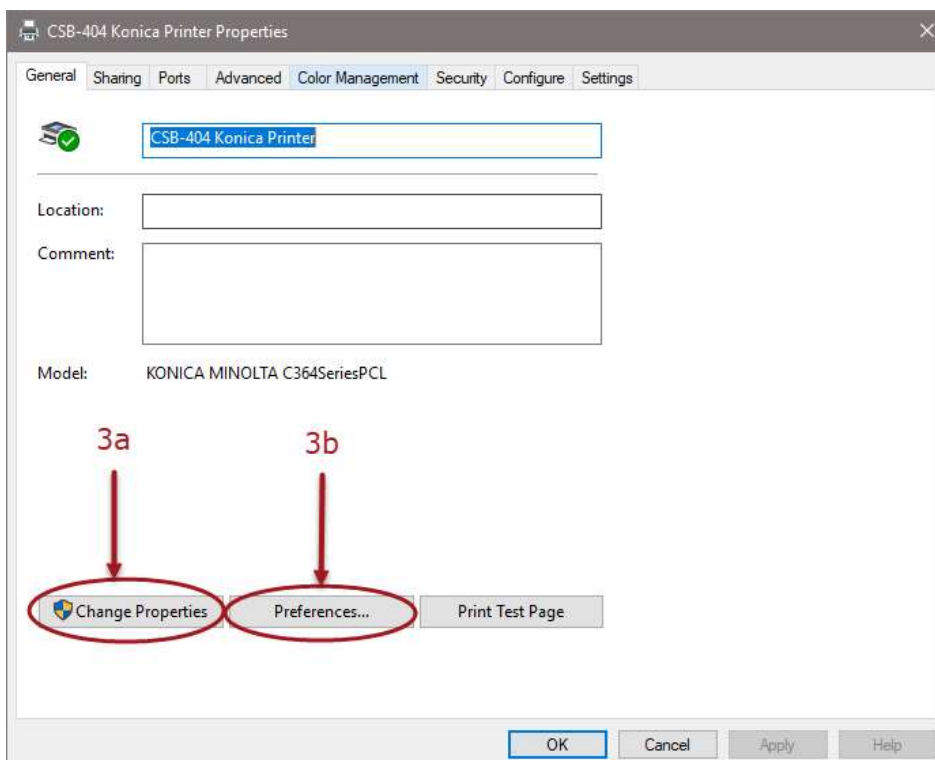 CSB-404 Konica Printer Properties
General Sharing Ports Advanced Color Management Security Configure Settings
CSB-404 Konica Printer
Location:
Comment:
Model: KONICA MINOLTA C364SeriesPCL
3a 3b
Change Properties Preferences... Print Test Page
OK Cancel Apply Help